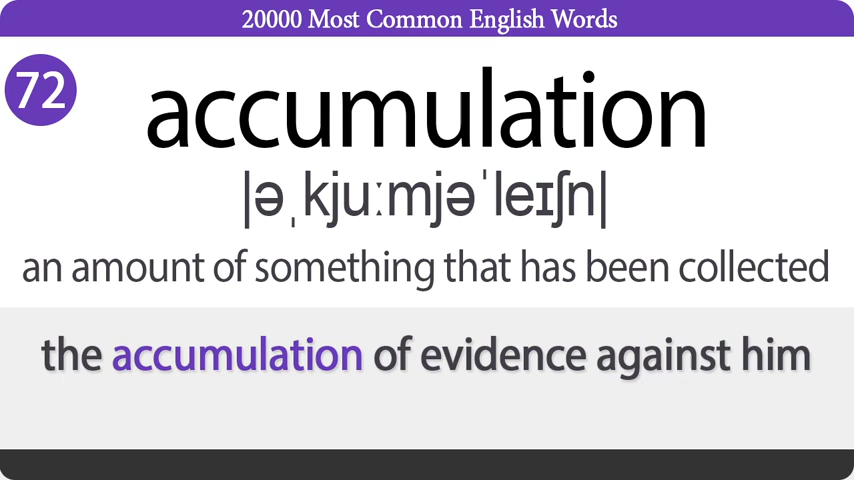 20000 Most Common English Words
72
accumulation
|əˌkjuːmjəˈleɪʃn|
an amount of something that has been collected
the accumulation of evidence against him